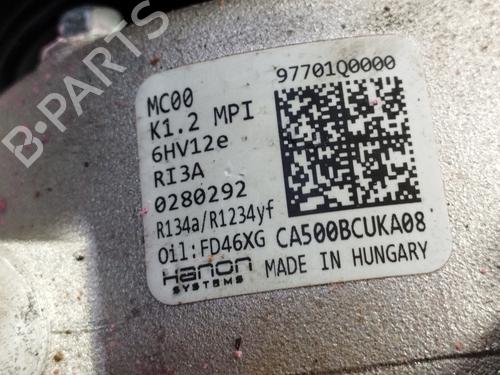 B-PARTS
97701Q0000
MC00
K1.2 MPI
6HV12e
RI3A
0280292
R134a/R1234yf
Oil:FD46XG CA500BCUKA08
Hanon
SYSTEMS
MADE IN HUNGARY